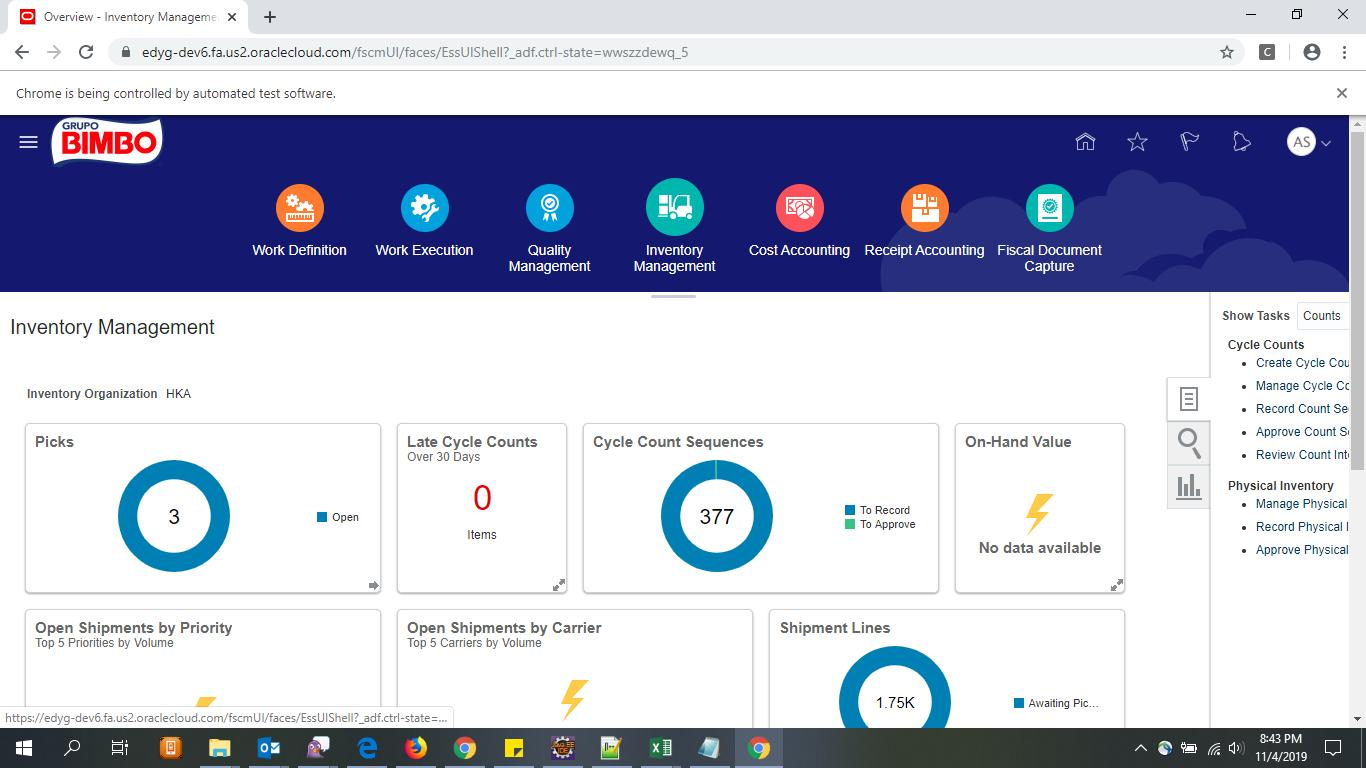 Overview - Inventory Manageme
edyg-dev6.fa.us2.oraclecloud.com/fscmUI/faces/EssUIShell?_adf.ctrl-state=wwszzdewq_5
C
Chrome is being controlled by automated test software.
GRUPO
BIMBO
AS
Work Definition
Work Execution
Quality
Management
Inventory
Management
Cost Accounting
Receipt Accounting
Fiscal Document
Capture
Inventory Management
Inventory Organization HKA
Picks
3
Open
Late Cycle Counts
Over 30 Days
0
Items
Cycle Count Sequences
377
To Record
To Approve
On-Hand Value
No data available
Open Shipments by Priority
Top 5 Priorities by Volume
Open Shipments by Carrier
Top 5 Carriers by Volume
Shipment Lines
1.75K
Awaiting Pic...
Show Tasks Counts
Cycle Counts
Create Cycle Cou
Manage Cycle Co
Record Count Se
Approve Count S
Review Count Int
Physical Inventory
Manage Physical
Record Physical I
Approve Physical
https://edyg-dev6.fa.us2.oraclecloud.com/fscmUI/faces/EssUIShell?_adf.ctrl-state=...
8:43 PM
11/4/2019